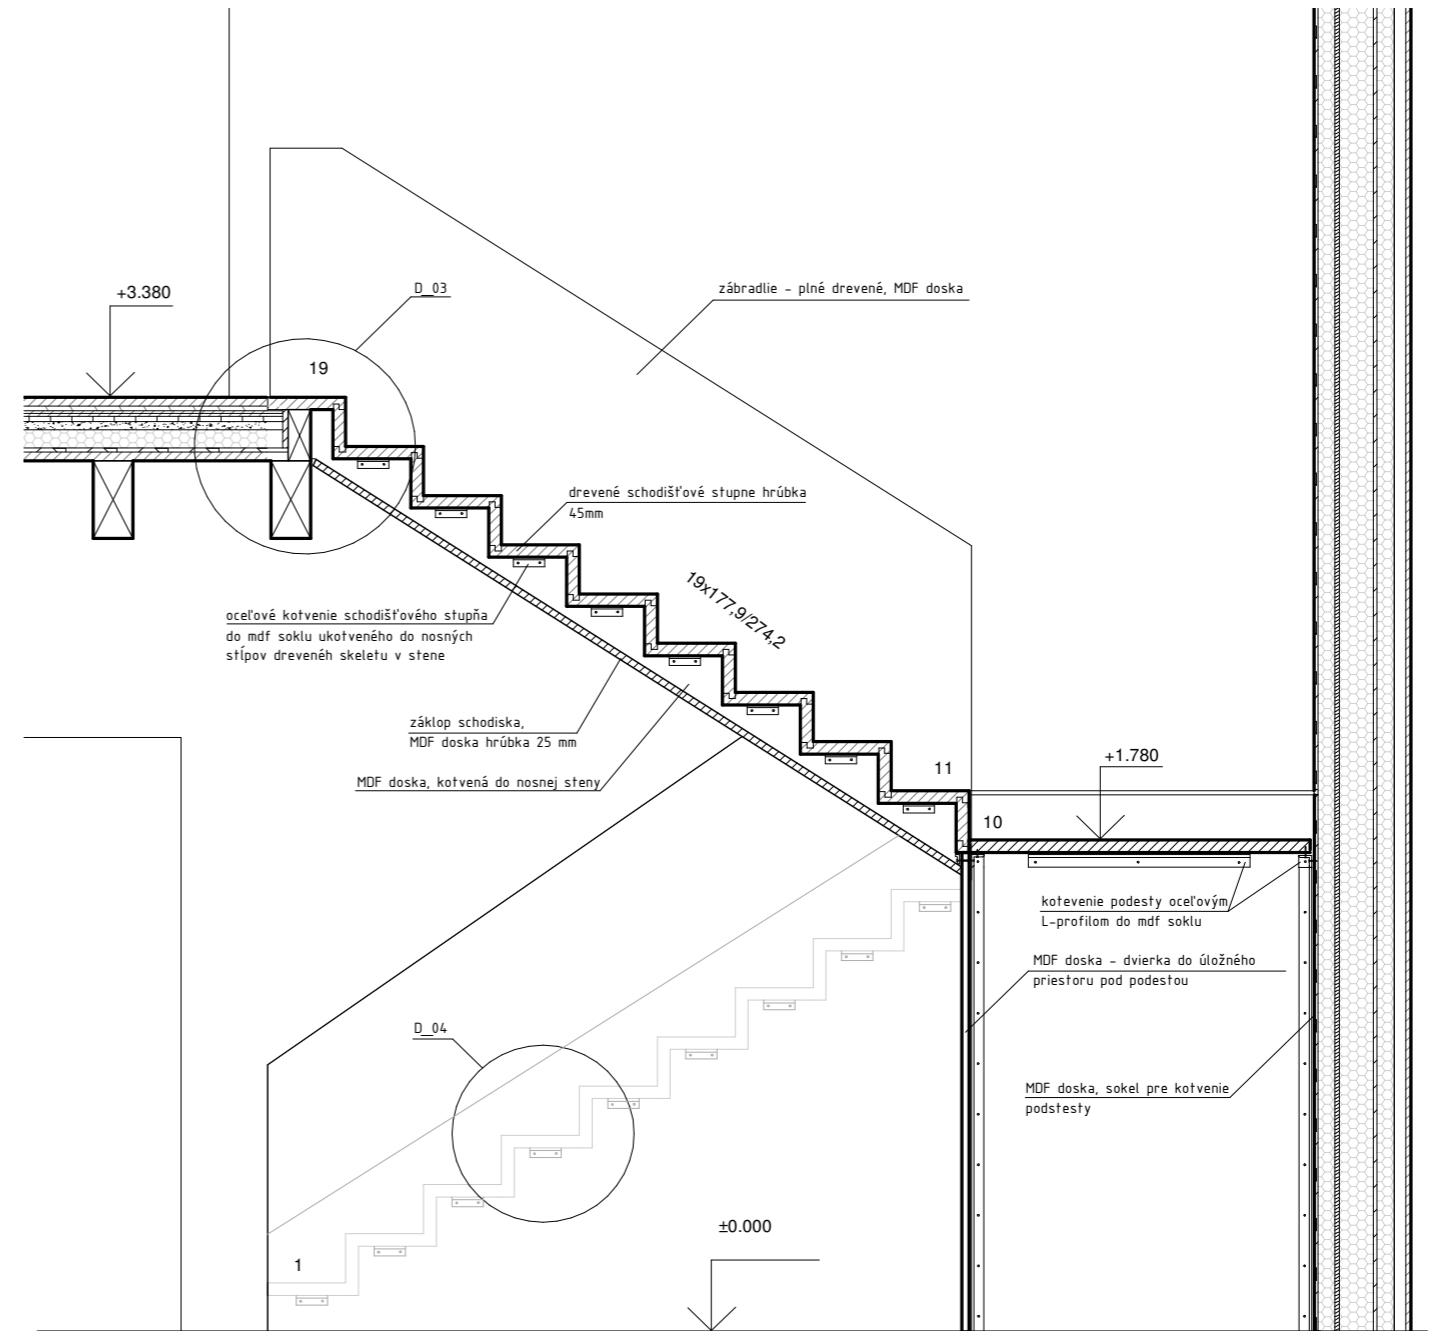 +3.380
D_03
zábradlie - plné drevené, MDF doska
19
drevené schodišťové stupne hrúbka
45mm
19x177,9/274,2
oceľové kotvenie schodišťového stupňa
do mdf soklu ukotveného do nosných
stĺpov dreveného skeletu v stene
základ schodiska,
MDF doska hrúbka 25 mm
MDF doska, kotvená do nosnej steny
11
+1.780
10
kotevenie podesty oceľovým
L-profilom do mdf soklu
MDF doska - dvierka do úložného
priestoru pod podestou
D_04
MDF doska, sokel pre kotvenie
podstesty
±0.000
1